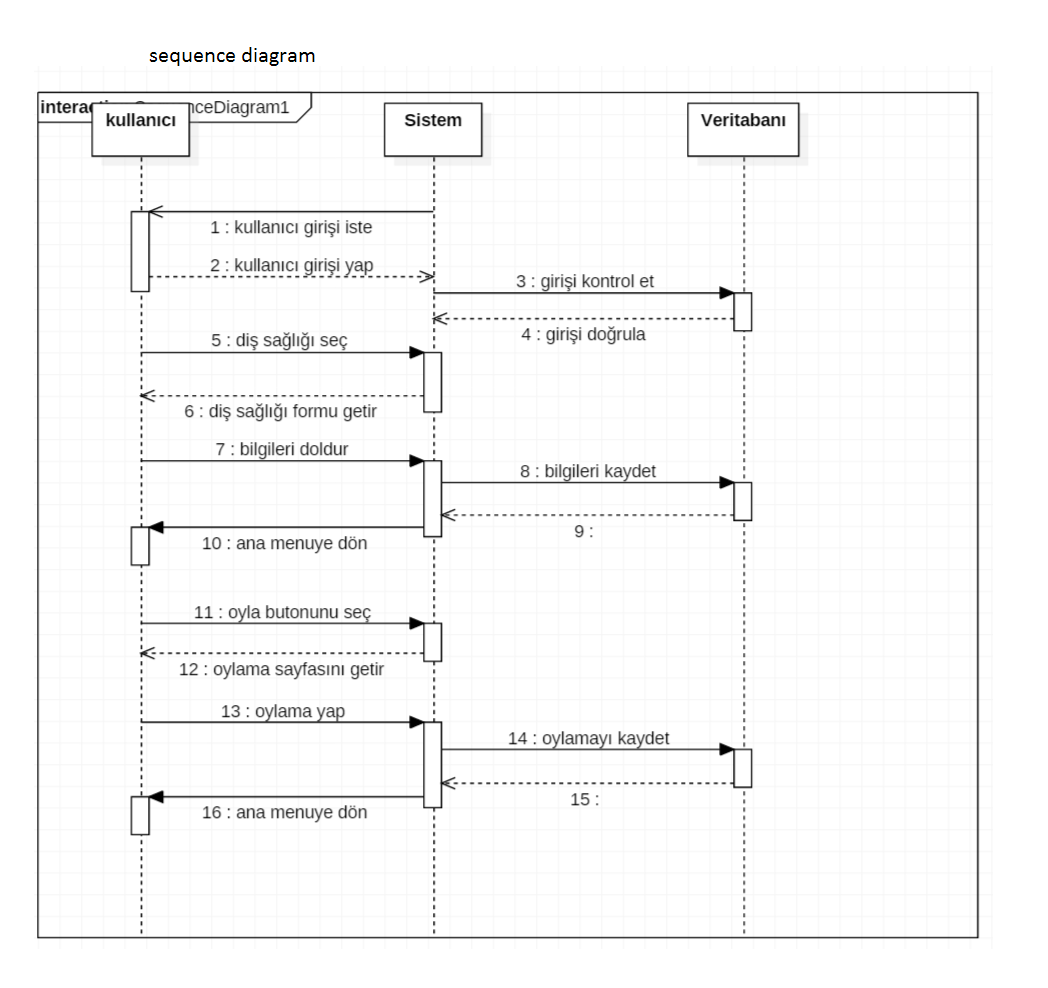 sequence diagram
SequenceDiagram1
kullanıcı
Sistem
Veritabanı
1 : kullanıcı girişi iste
2 : kullanıcı girişi yap
3 : girişi kontrol et
4 : girişi doğrula
5 : diş sağlığı seç
6 : diş sağlığı formu getir
7 : bilgileri doldur
8 : bilgileri kaydet
9 :
10 : ana menuye dön
11 : oyla butonunu seç
12 : oylama sayfasını getir
13 : oylama yap
14 : oylamayı kaydet
15 :
16 : ana menuye dön